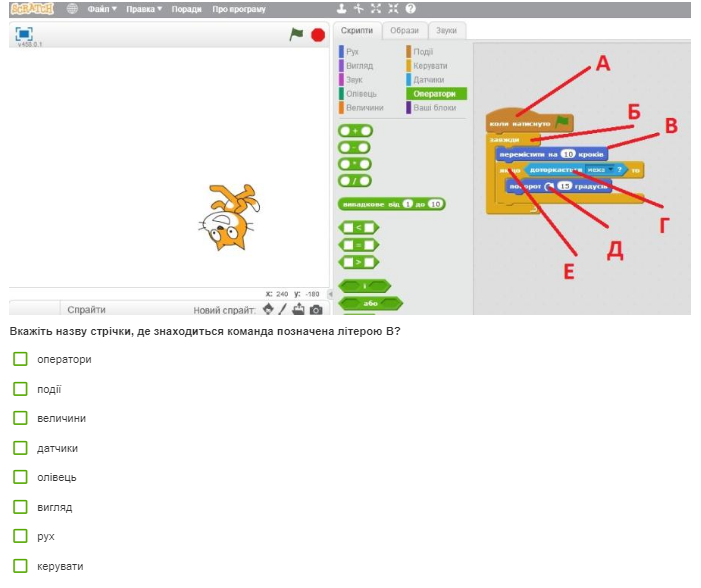 SCRATCH Файл Правка Поради Про програму
v459.0.1
Скрипти Образи Звуки
Рух Події
Вигляд Керувати
Звук Датчики
Олівець Оператори
Величини Ваші блоки
+
-
*
/
випадкове від 1 до 10
<
=
>
і
або
А
Б
В
Г
Д
Е
коли натиснуто
завжди
перемістити на 10 кроків
якщо доторкається межа ? то
поворот 15 градусів
x: 240 y: -180
Спрайти Новий спрайт:
Вкажіть назву стрічки, де знаходиться команда позначена літерою В?
оператори
події
величини
датчики
олівець
вигляд
рух
керувати